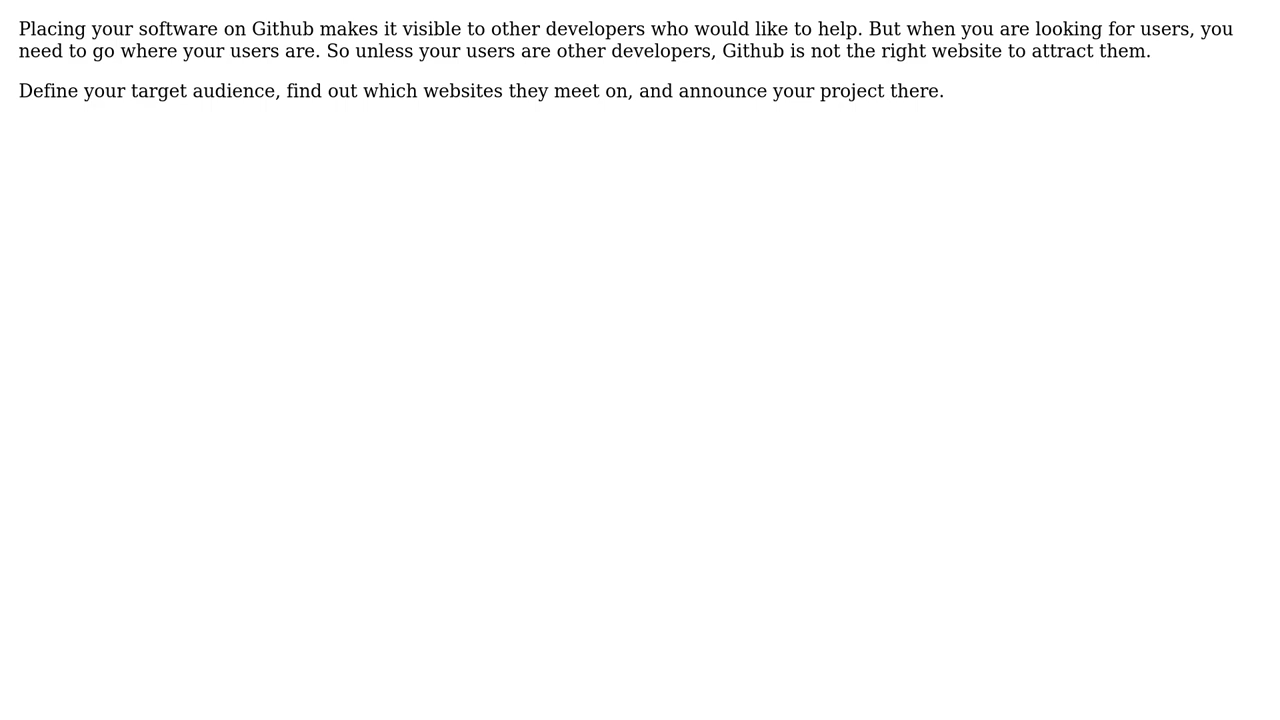 Placing your software on Github makes it visible to other developers who would like to help. But when you are looking for users, you
need to go where your users are. So unless your users are other developers, Github is not the right website to attract them.
Define your target audience, find out which websites they meet on, and announce your project there.